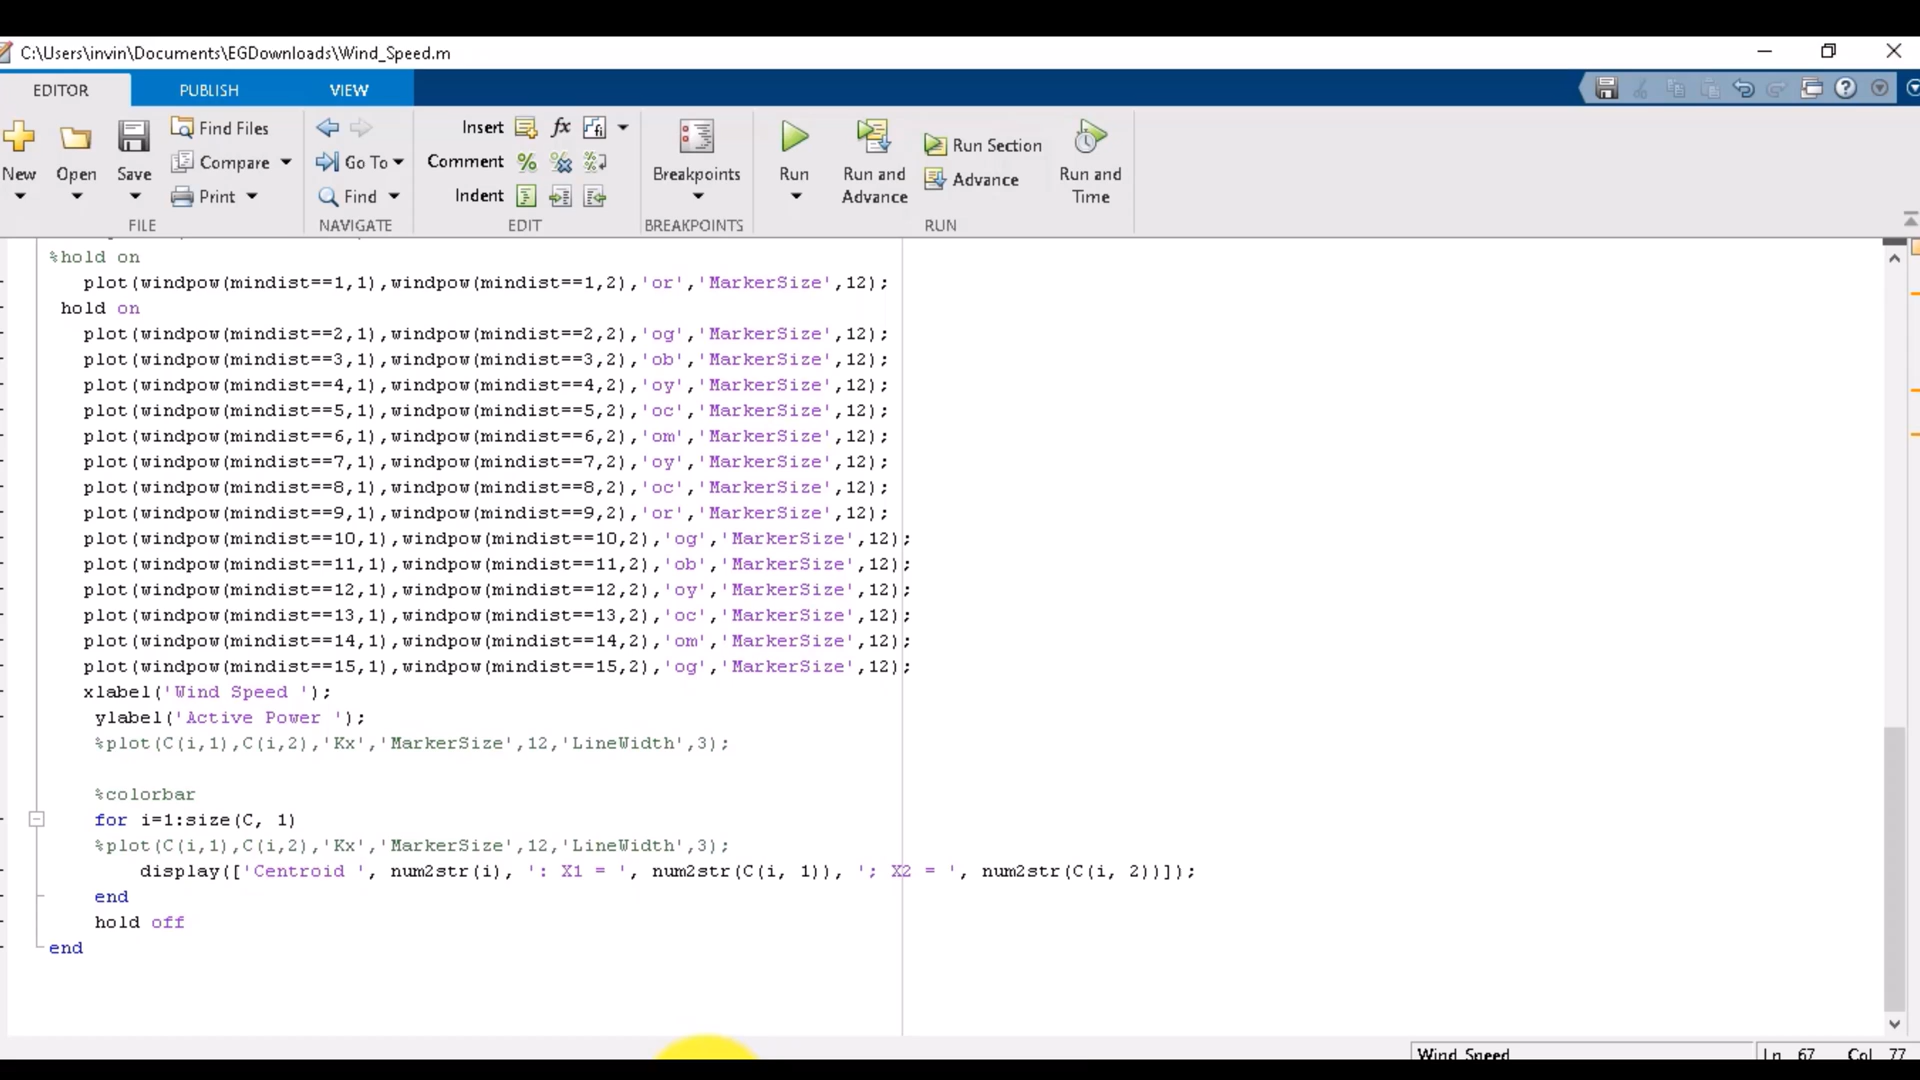 C:\Users\invin\Documents\EGDownloads\Wind_Speed.m
EDITOR PUBLISH VIEW
New Open Save Find Files Compare Print
FILE
Go To Find
NAVIGATE
Insert fx
Comment
Indent
EDIT
Breakpoints
BREAKPOINTS
Run Run and Advance Run Section Advance Run and Time
RUN
%hold on
plot(windpow(mindist==1,1),windpow(mindist==1,2),'or','MarkerSize',12);
hold on
plot(windpow(mindist==2,1),windpow(mindist==2,2),'og','MarkerSize',12);
plot(windpow(mindist==3,1),windpow(mindist==3,2),'ob','MarkerSize',12);
plot(windpow(mindist==4,1),windpow(mindist==4,2),'oy','MarkerSize',12);
plot(windpow(mindist==5,1),windpow(mindist==5,2),'oc','MarkerSize',12);
plot(windpow(mindist==6,1),windpow(mindist==6,2),'om','MarkerSize',12);
plot(windpow(mindist==7,1),windpow(mindist==7,2),'oy','MarkerSize',12);
plot(windpow(mindist==8,1),windpow(mindist==8,2),'oc','MarkerSize',12);
plot(windpow(mindist==9,1),windpow(mindist==9,2),'or','MarkerSize',12);
plot(windpow(mindist==10,1),windpow(mindist==10,2),'og','MarkerSize',12);
plot(windpow(mindist==11,1),windpow(mindist==11,2),'ob','MarkerSize',12);
plot(windpow(mindist==12,1),windpow(mindist==12,2),'oy','MarkerSize',12);
plot(windpow(mindist==13,1),windpow(mindist==13,2),'oc','MarkerSize',12);
plot(windpow(mindist==14,1),windpow(mindist==14,2),'om','MarkerSize',12);
plot(windpow(mindist==15,1),windpow(mindist==15,2),'og','MarkerSize',12);
xlabel('Wind Speed ');
ylabel('Active Power ');
%plot(C(i,1),C(i,2),'Kx','MarkerSize',12,'LineWidth',3);
%colorbar
for i=1:size(C, 1)
%plot(C(i,1),C(i,2),'Kx','MarkerSize',12,'LineWidth',3);
display(['Centroid ', num2str(i), ': X1 = ', num2str(C(i, 1)), '; X2 = ', num2str(C(i, 2))]);
end
hold off
end
Wind_Speed Ln 67 Col 77